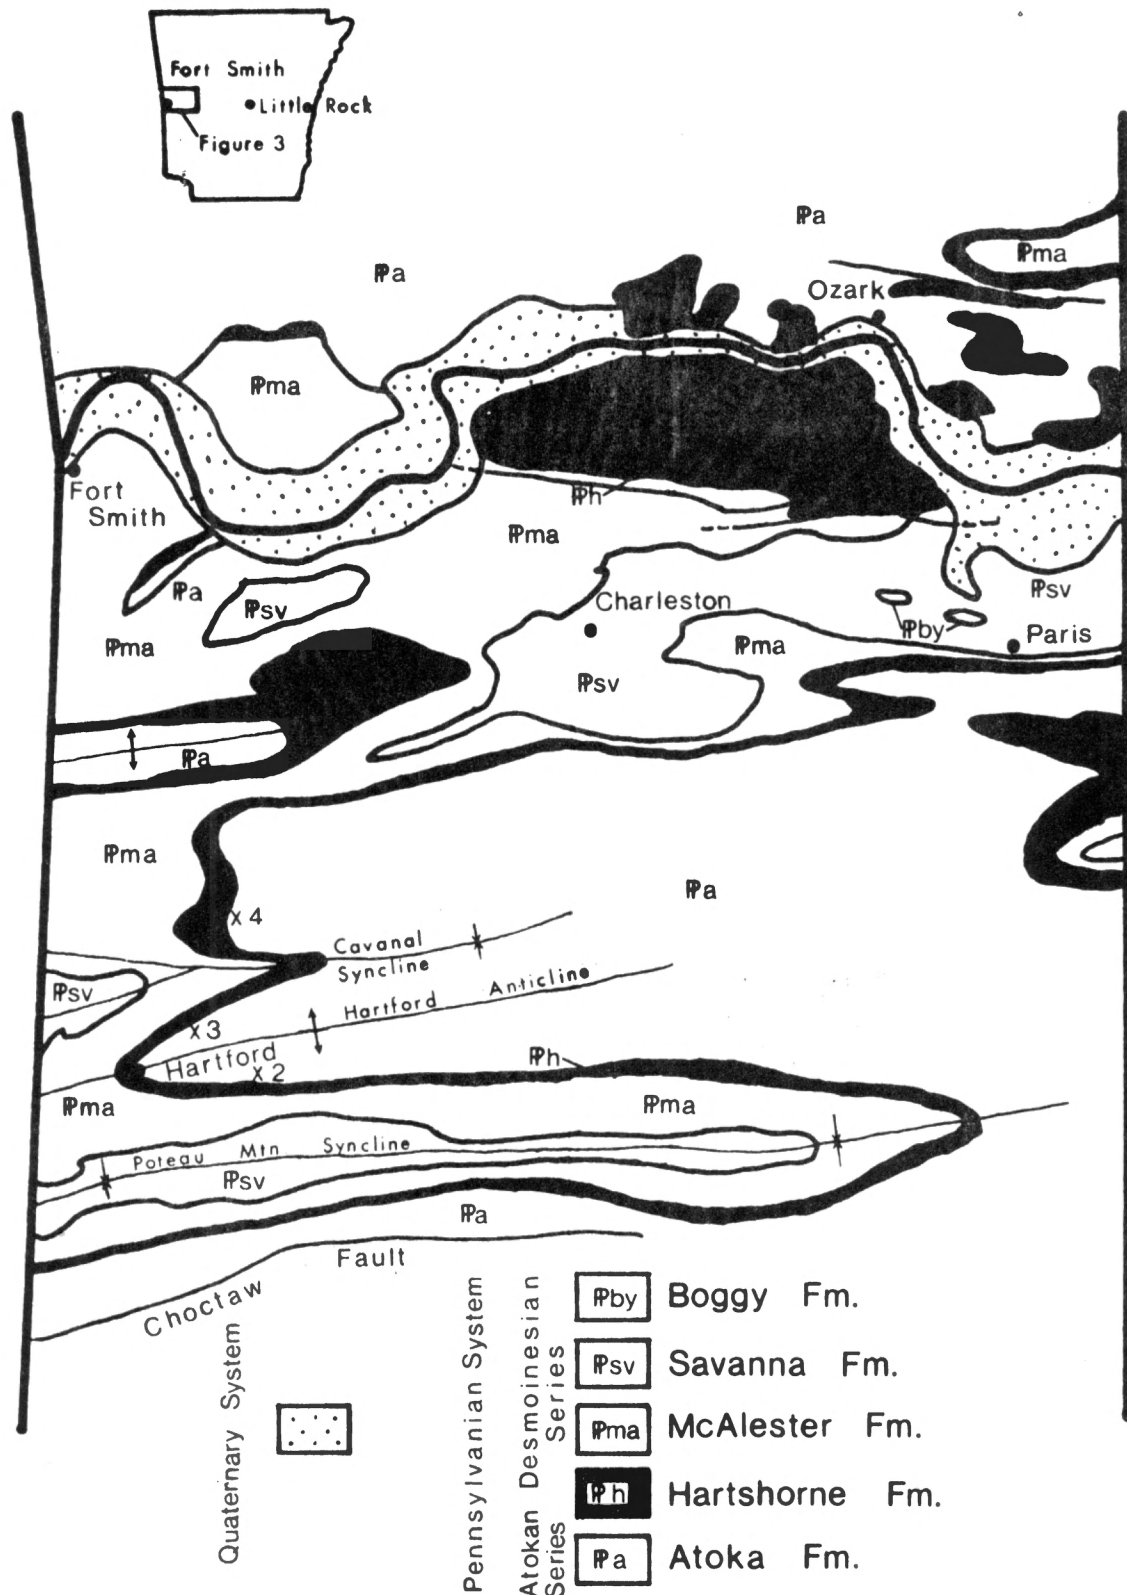 Fort Smith
Little Rock
Figure 3
ℙa
ℙma
ℙa
Ozark
ℙma
Fort
Smith
ℙh
ℙma
ℙa
ℙsv
ℙsv
Charleston
ℙby
Paris
ℙma
ℙma
ℙsv
ℙa
ℙma
ℙa
x4
Cavanal
Syncline
ℙsv
Hartford Anticline
x3
Hartford
x2
ℙh
ℙma
ℙma
Poteau Mtn Syncline
ℙsv
ℙa
Choctaw Fault
Quaternary System
Pennsylvanian System
Desmoinesian Series
Atokan Series
ℙby Boggy Fm.
ℙsv Savanna Fm.
ℙma McAlester Fm.
ℙh Hartshorne Fm.
ℙa Atoka Fm.